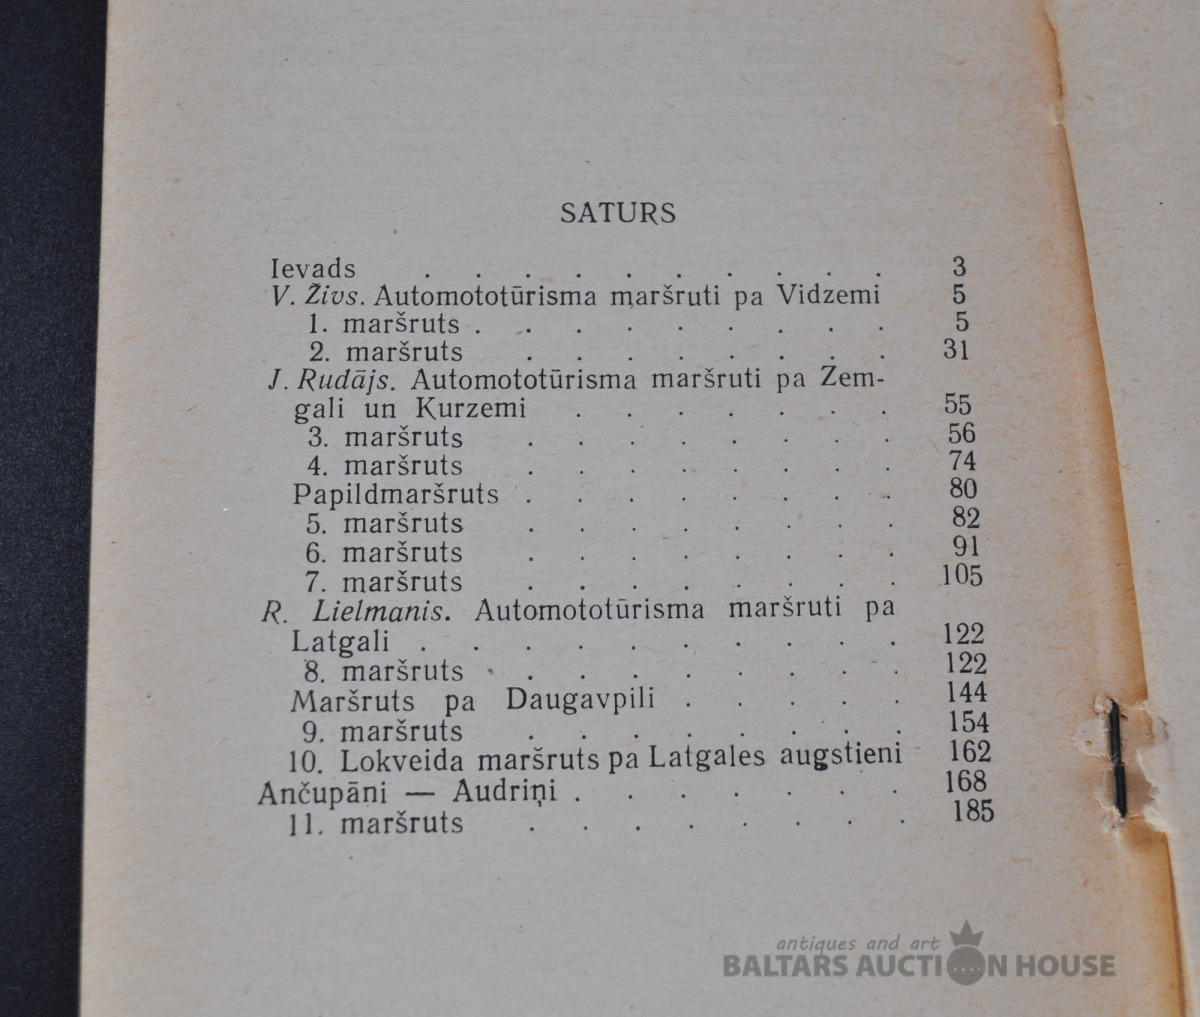 SATURS
Ievads . . . . . . . . . . 3
V. Živs. Automototūrisma maršruti pa Vidzemi 5
1. maršruts . . . . . . . . . 5
2. maršruts . . . . . . . . 31
J. Rudājs. Automototūrisma maršruti pa Zem-
gali un Kurzemi . . . . . . . 55
3. maršruts . . . . . . . . 56
4. maršruts . . . . . . . . 74
Papildmaršruts . . . . . . . . 80
5. maršruts . . . . . . . . 82
6. maršruts . . . . . . . . 91
7. maršruts . . . . . . . . 105
R. Lielmanis. Automototūrisma maršruti pa
Latgali . . . . . . . . . . 122
8. maršruts . . . . . . . . 122
Maršruts pa Daugavpili . . . . . 144
9. maršruts . . . . . . . . 154
10. Lokveida maršruts pa Latgales augstieni 162
Ančupāni — Audriņi . . . . . . . 168
11. maršruts . . . . . . . . 185
antiques and art
BALTARS AUCTION HOUSE